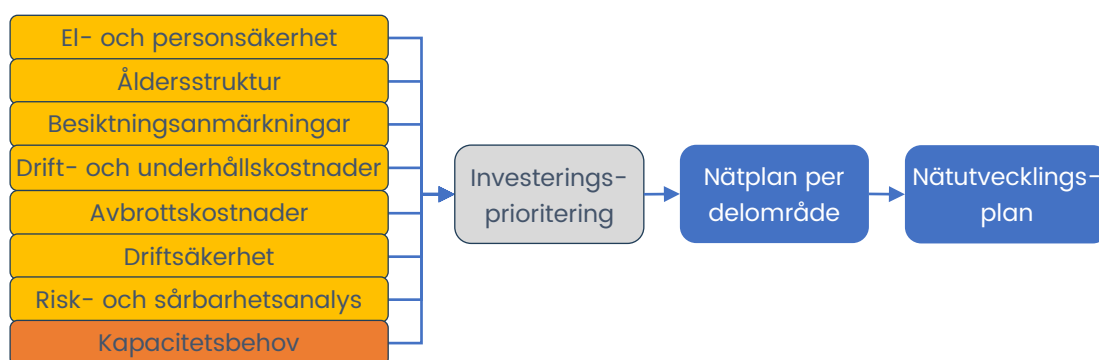 El- och personsäkerhet
Åldersstruktur
Besiktningsanmärkningar
Drift- och underhållskostnader
Avbrottskostnader
Driftsäkerhet
Risk- och sårbarhetsanalys
Kapacitetsbehov
Investerings-
prioritering
Nätplan per
delområde
Nätutvecklings-
plan